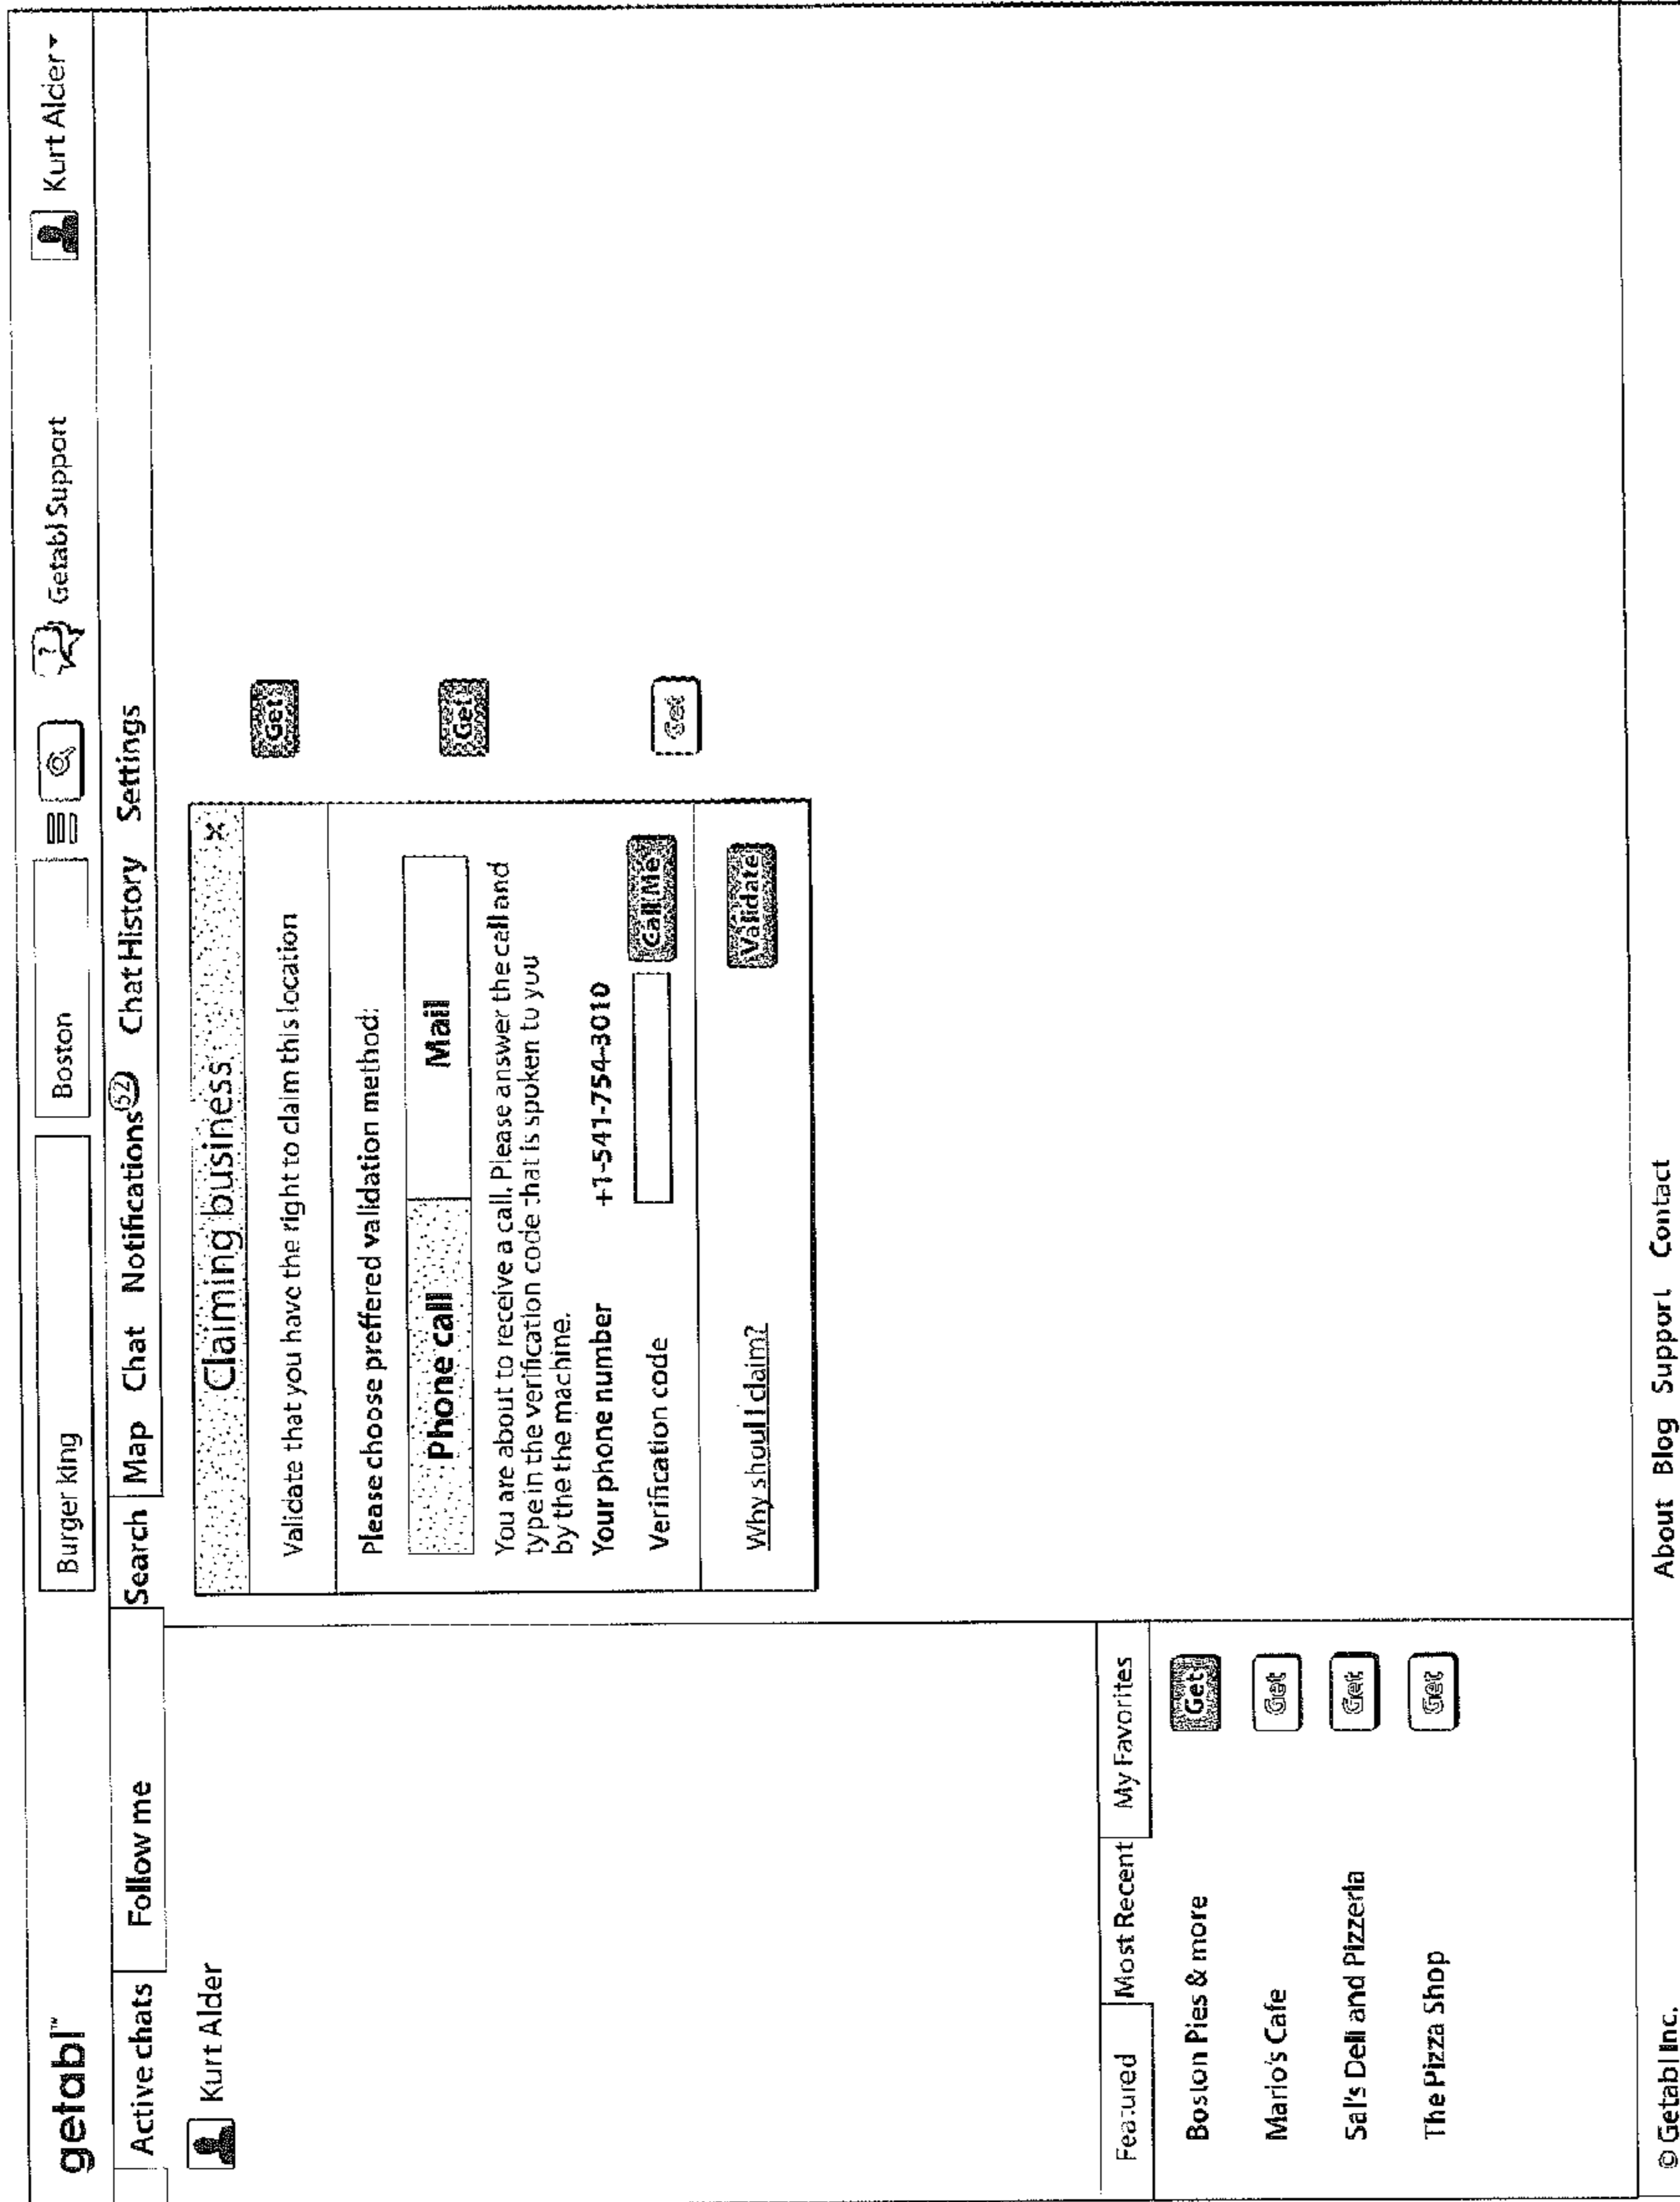 getabl™
Burger king
Boston
Getabl Support
Kurt Alder
Active chats
Follow me
Search
Map
Chat
Notifications 52
Chat History
Settings
Kurt Alder
Claiming business
x
Validate that you have the right to claim this location
Please choose preffered validation method:
Phone call
Mail
You are about to receive a call. Please answer the call and
type in the verification code that is spoken to you
by the the machine.
Your phone number
+1-541-754-3010
Verification code
Call Me
Why shoul I claim?
Validate
Get
Get
Get
Featured
Most Recent
My Favorites
Boston Pies & more
Get
Mario's Cafe
Get
Sal's Deli and Pizzeria
Get
The Pizza Shop
Get
© Getabl Inc.
About
Blog
Support
Contact